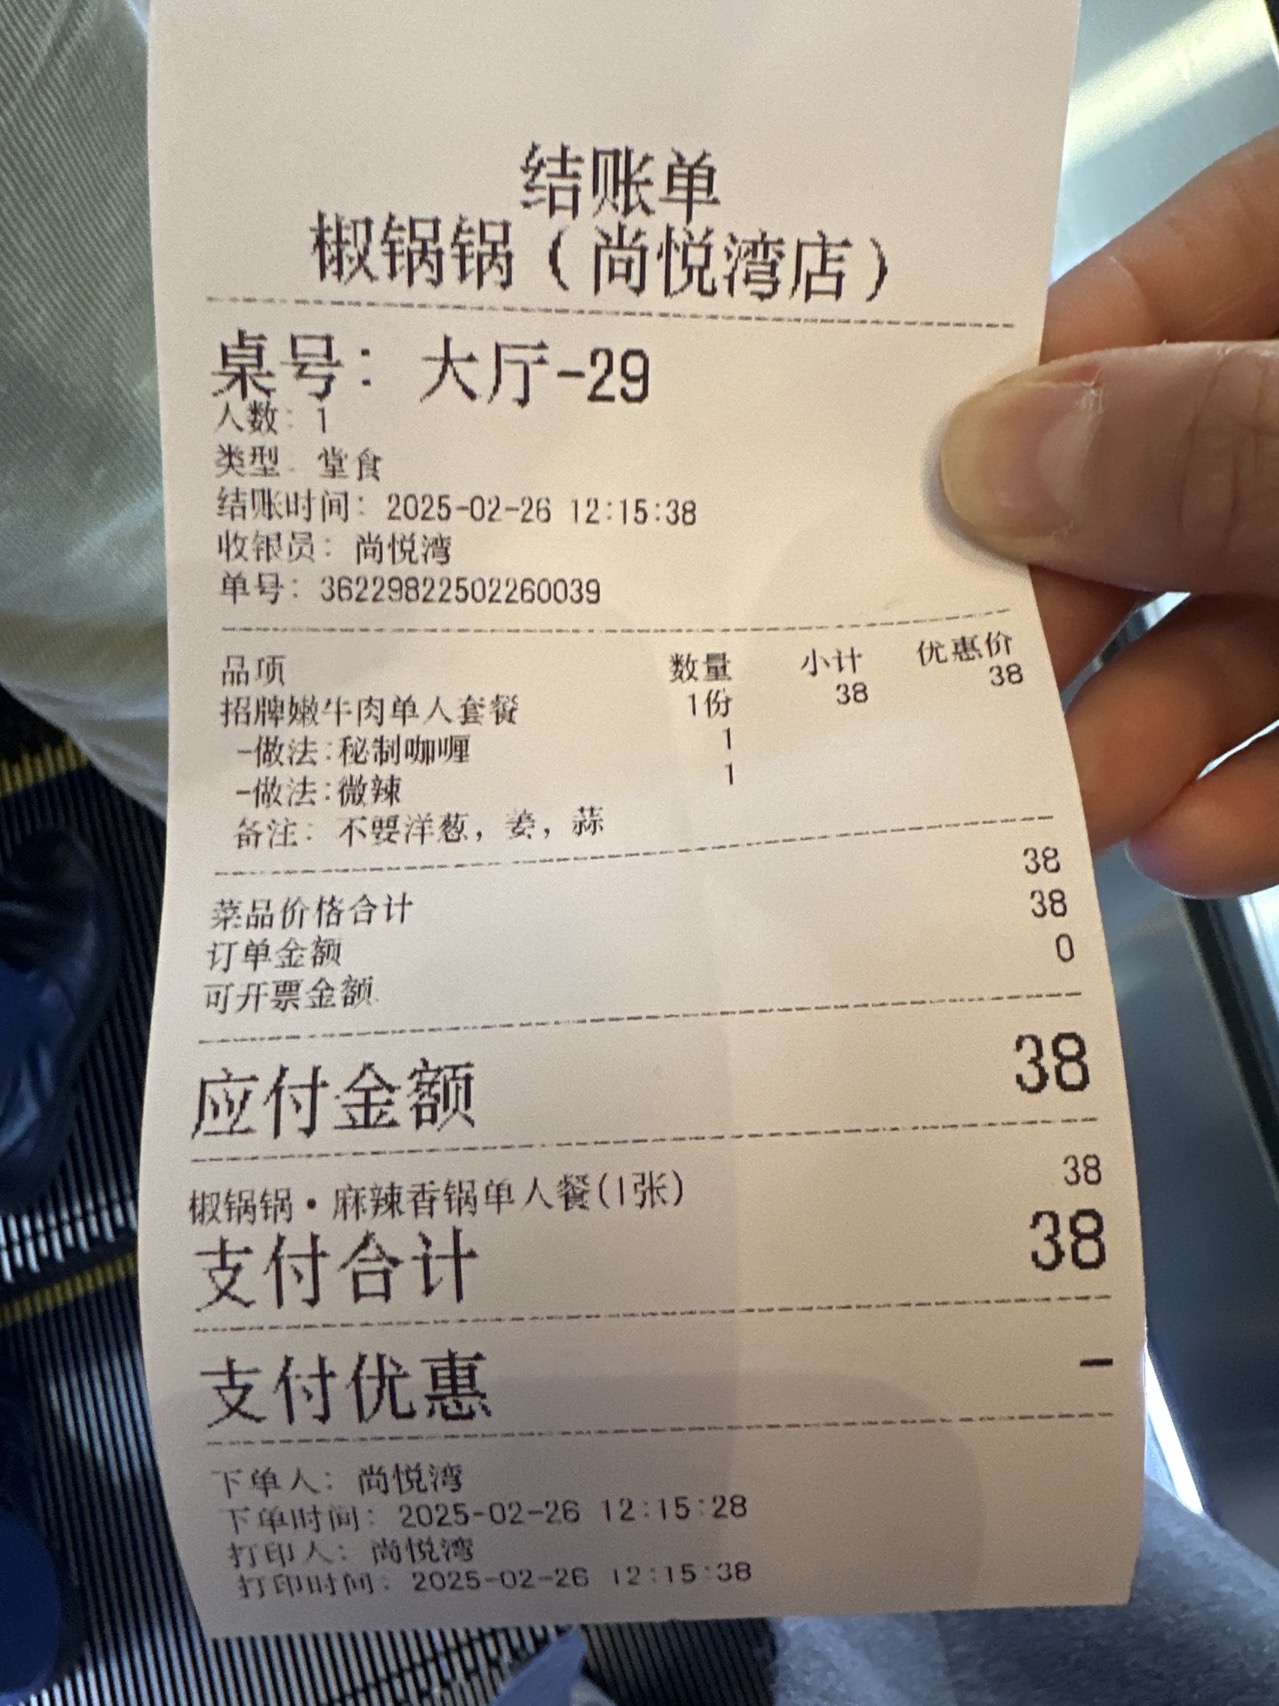 结账单
椒锅锅（尚悦湾店）
桌号：大厅-29
人数：1
类型：堂食
结账时间：2025-02-26 12:15:38
收银员：尚悦湾
单号：36229822502260039
品项 数量 小计 优惠价
招牌嫩牛肉单人套餐 1份 38 38
-做法:秘制咖喱 1
-做法:微辣 1
备注：不要洋葱，姜，蒜
菜品价格合计 38
订单金额 38
可开票金额 0
应付金额 38
椒锅锅·麻辣香锅单人餐(1张) 38
支付合计 38
支付优惠 -
下单人：尚悦湾
下单时间：2025-02-26 12:15:28
打印人：尚悦湾
打印时间：2025-02-26 12:15:38